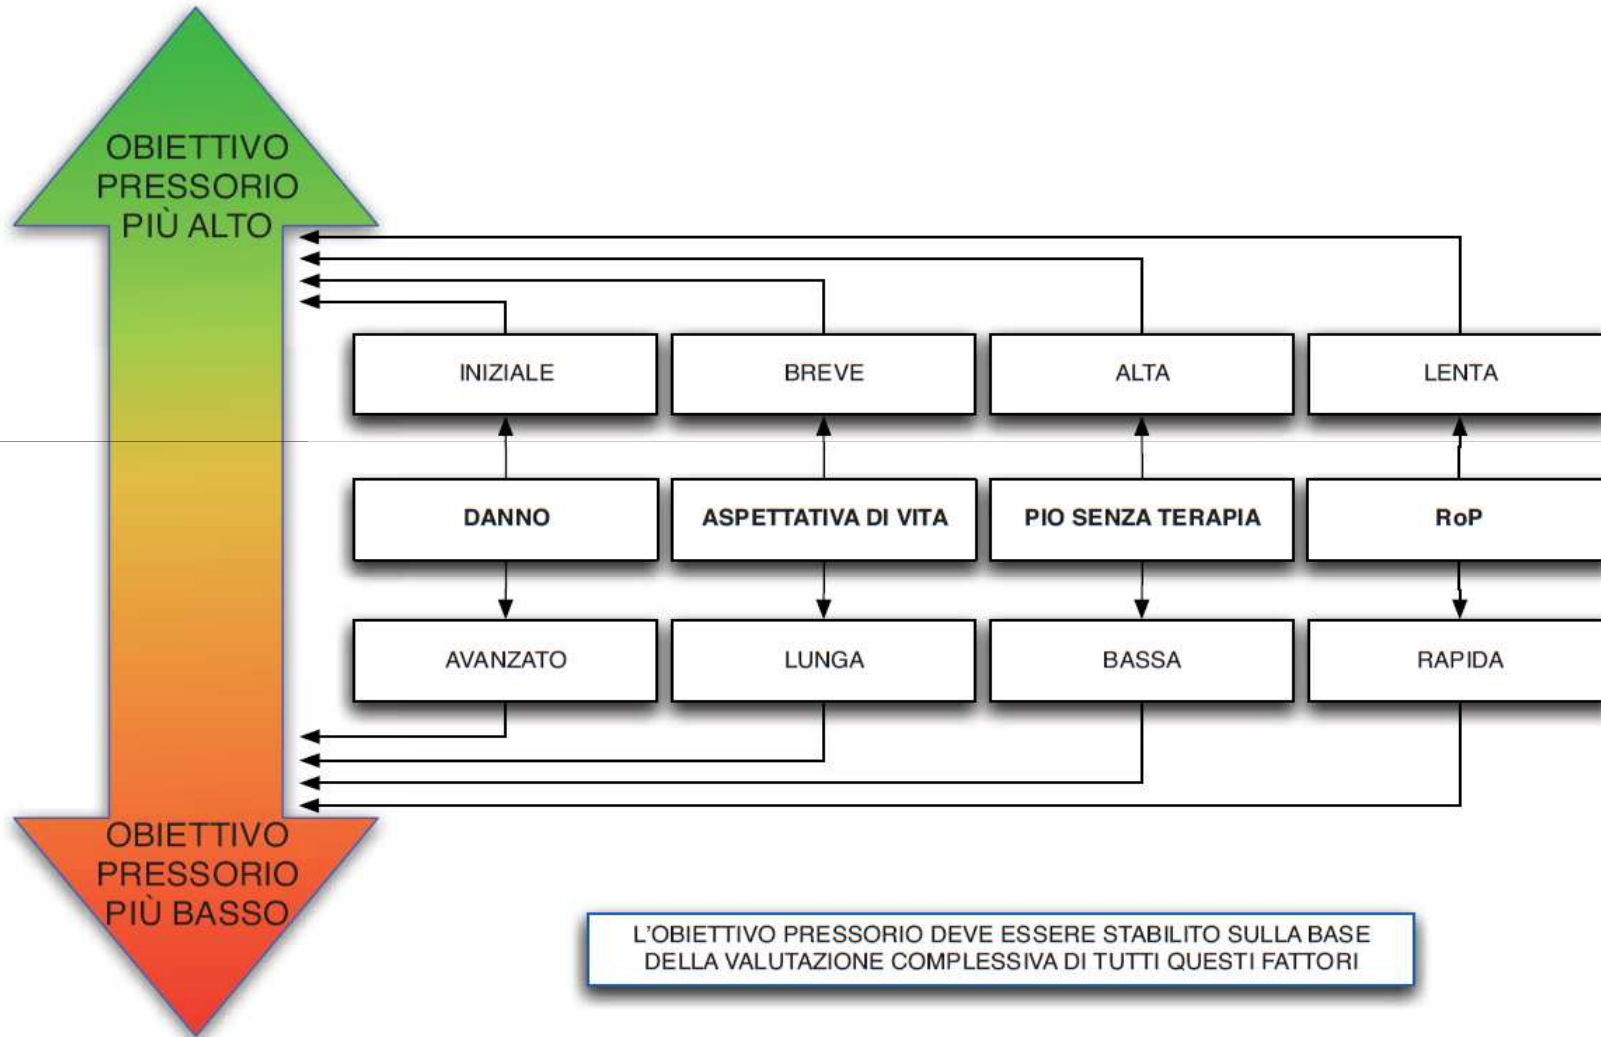 OBIETTIVO
PRESSORIO
PIÙ ALTO
INIZIALE
BREVE
ALTA
LENTA
DANNO
ASPETTATIVA DI VITA
PIO SENZA TERAPIA
RoP
AVANZATO
LUNGA
BASSA
RAPIDA
OBIETTIVO
PRESSORIO
PIÙ BASSO
L'OBIETTIVO PRESSORIO DEVE ESSERE STABILITO SULLA BASE
DELLA VALUTAZIONE COMPLESSIVA DI TUTTI QUESTI FATTORI